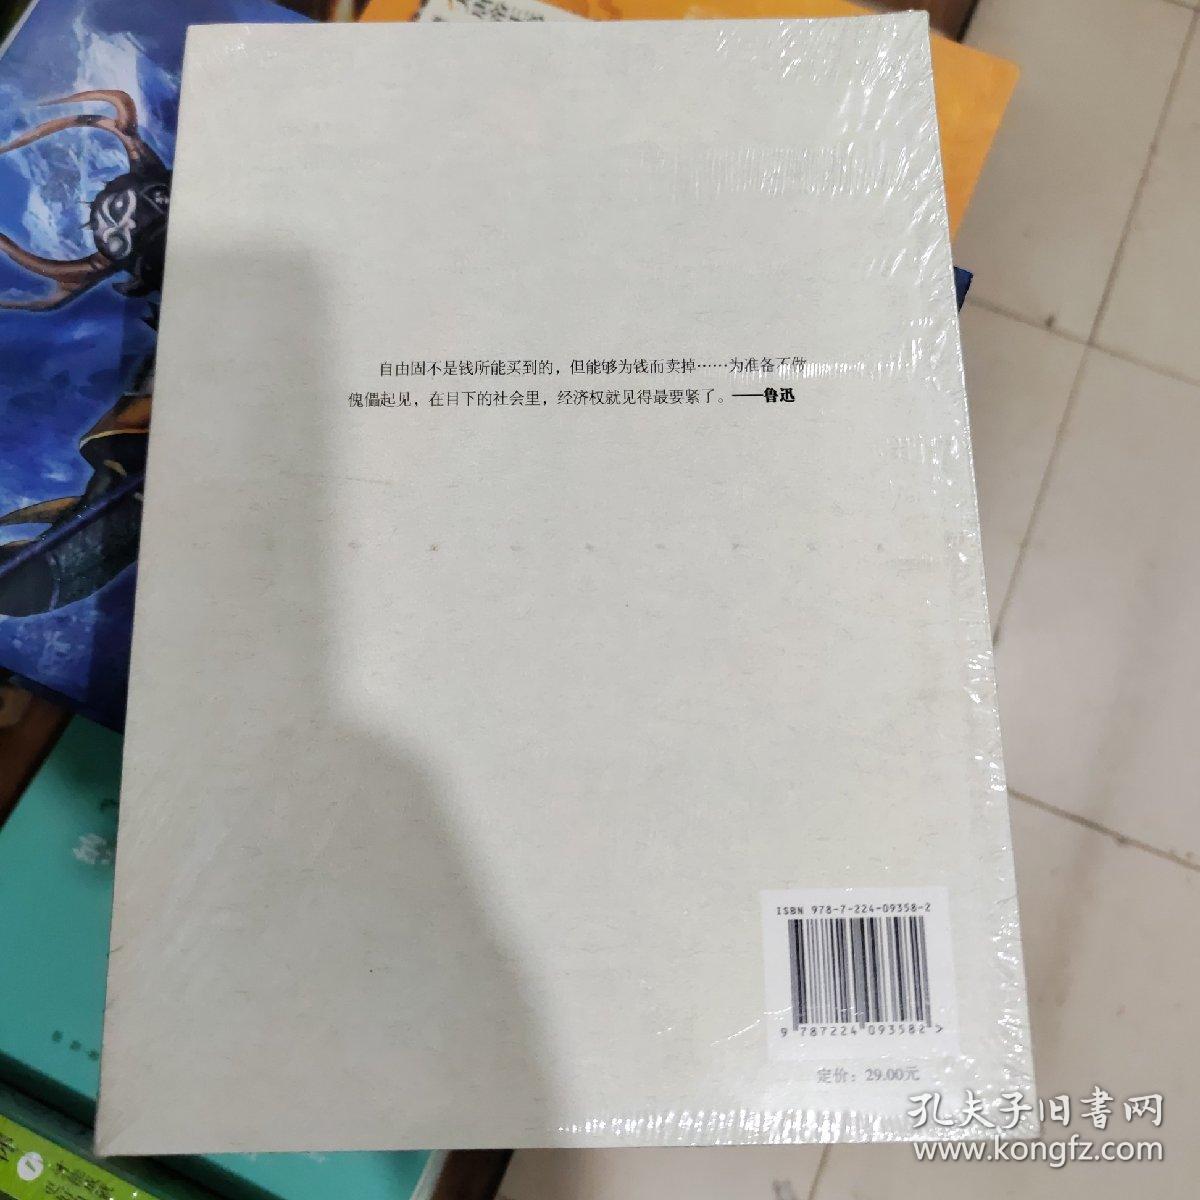 自由固不是钱所能买到的，但能够为钱而卖掉……为准备不做
傀儡起见，在目下的社会里，经济权就见得最要紧了。——鲁迅
ISBN 978-7-224-09358-2
9 787224 093582 >
定价：29.00元
孔夫子旧书网
www.kongfz.com